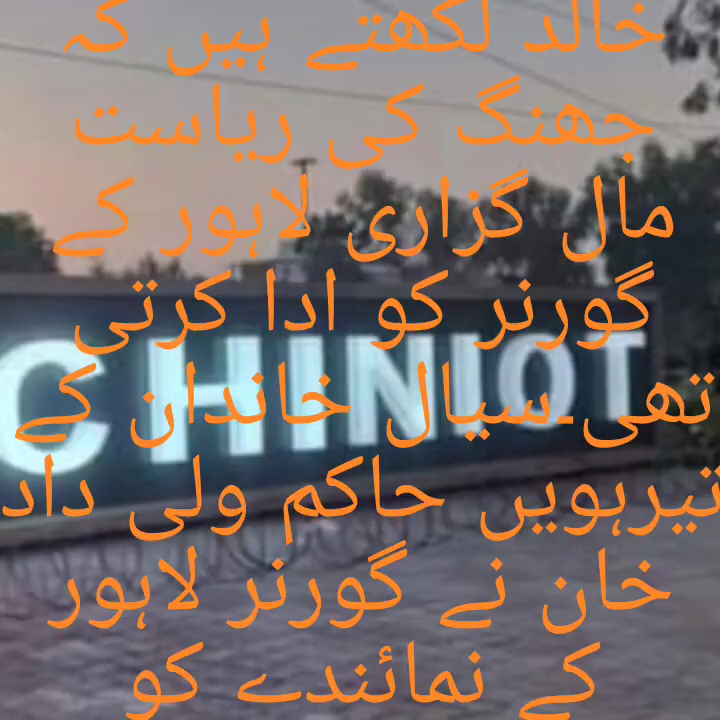 خالد لکھتے ہیں کہ
جھنگ کی ریاست
مال گزاری لاہور کے
گورنر کو ادا کرتی
تھی۔سیال خاندان کے
تیرہویں حاکم ولی داد
خان نے گورنر لاہور
کے نمائندے کو
CHINIOT